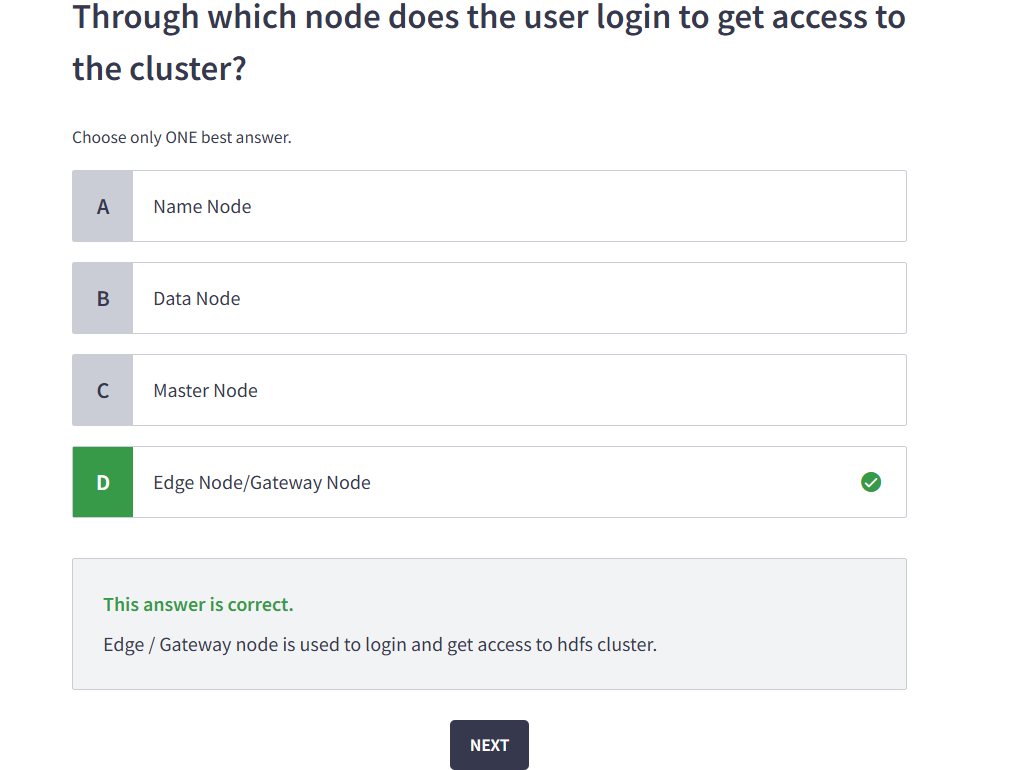 Through which node does the user login to get access to
the cluster?
Choose only ONE best answer.
A Name Node
B Data Node
C Master Node
D Edge Node/Gateway Node
This answer is correct.
Edge / Gateway node is used to login and get access to hdfs cluster.
NEXT